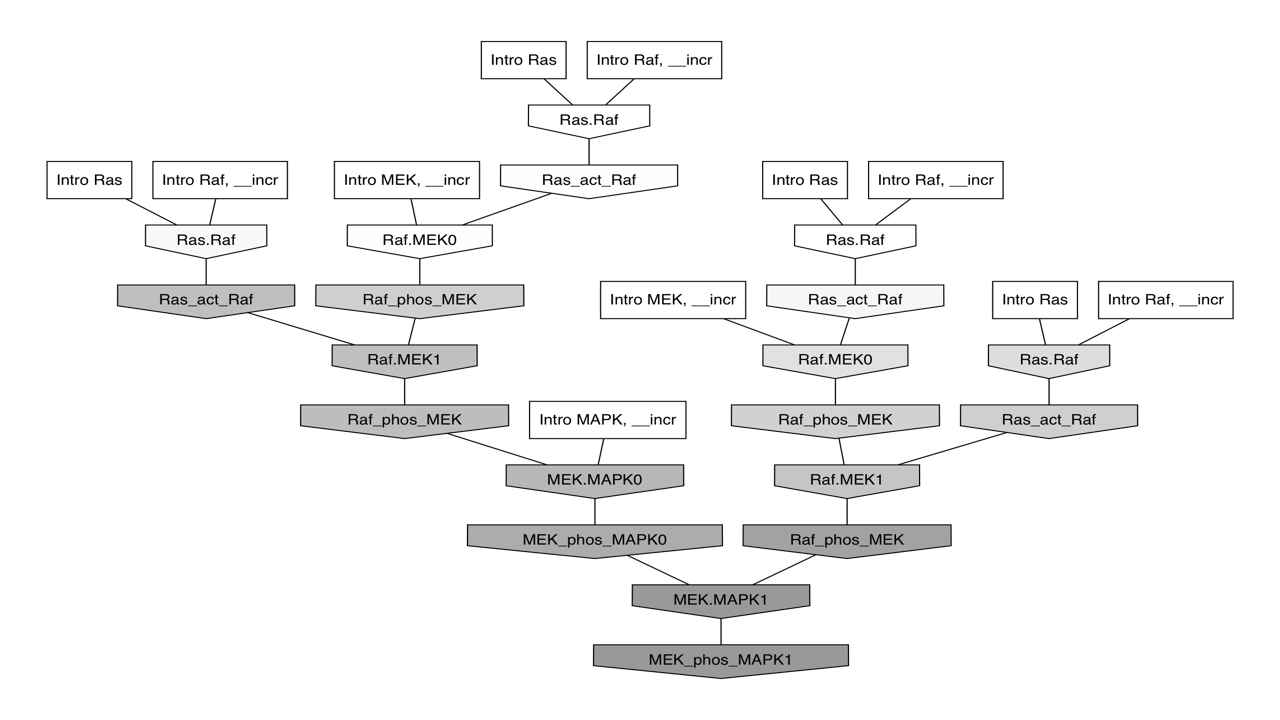 Intro Ras
Intro Raf, __incr
Ras.Raf
Intro Ras
Intro Raf, __incr
Intro MEK, __incr
Ras_act_Raf
Intro Ras
Intro Raf, __incr
Ras.Raf
Raf.MEK0
Ras.Raf
Ras_act_Raf
Raf_phos_MEK
Intro MEK, __incr
Ras_act_Raf
Intro Ras
Intro Raf, __incr
Raf.MEK1
Raf.MEK0
Ras.Raf
Raf_phos_MEK
Intro MAPK, __incr
Raf_phos_MEK
Ras_act_Raf
MEK.MAPK0
Raf.MEK1
MEK_phos_MAPK0
Raf_phos_MEK
MEK.MAPK1
MEK_phos_MAPK1